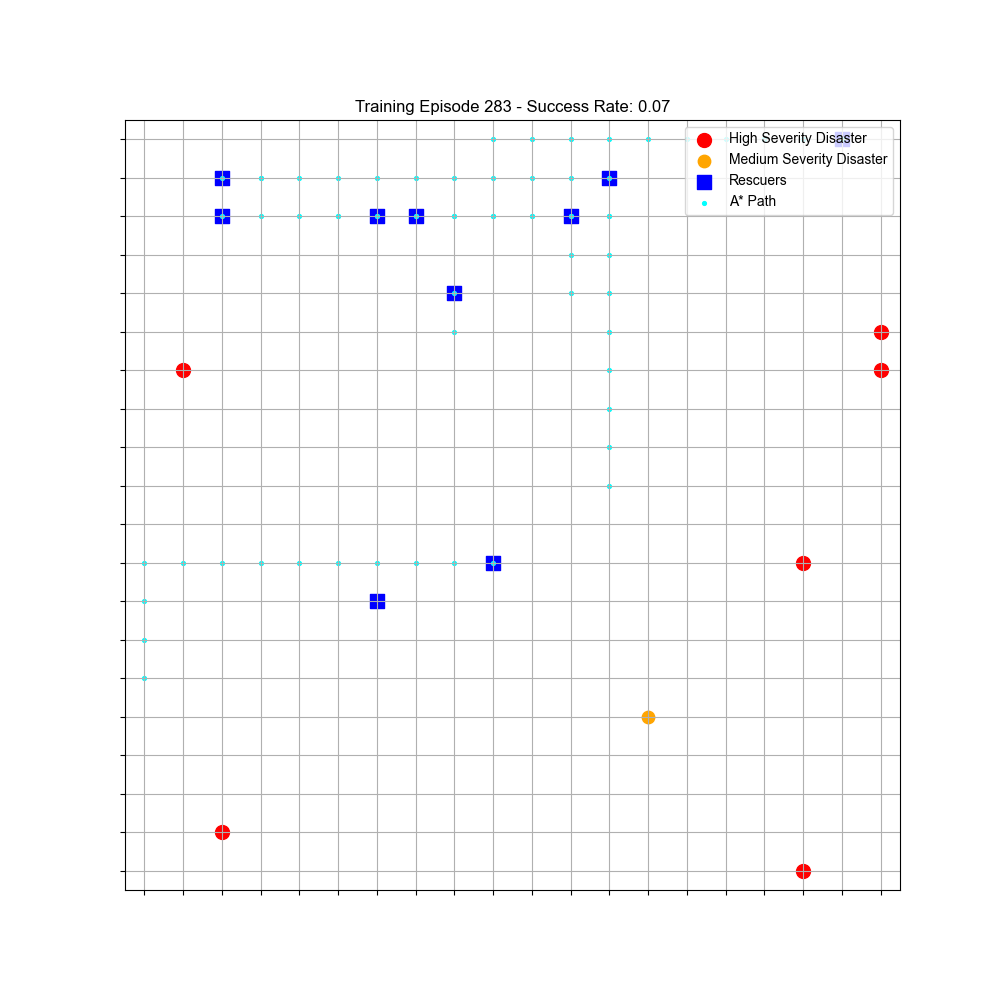 Training Episode 283 - Success Rate: 0.07
High Severity Disaster
Medium Severity Disaster
Rescuers
A* Path